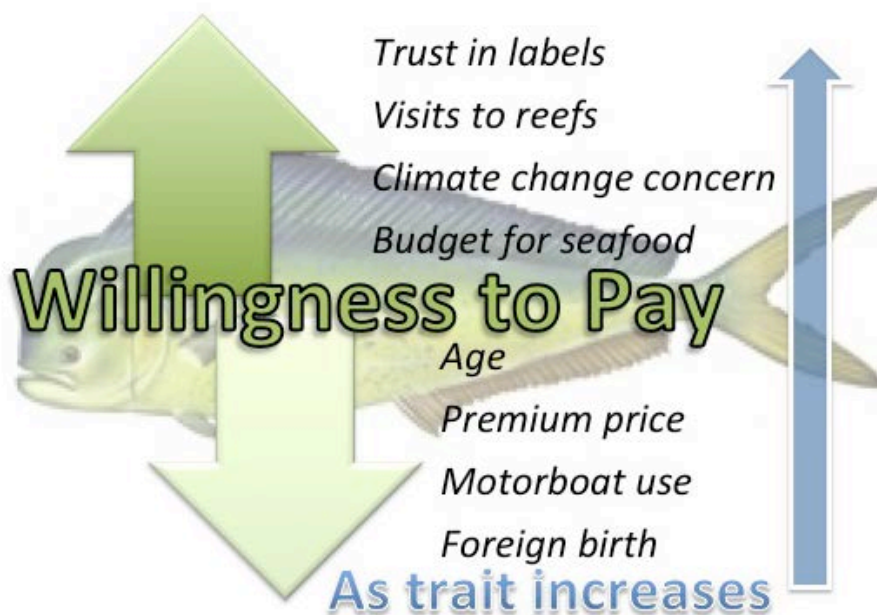 Trust in labels
Visits to reefs
Climate change concern
Budget for seafood
Willingness to Pay
Age
Premium price
Motorboat use
Foreign birth
As trait increases